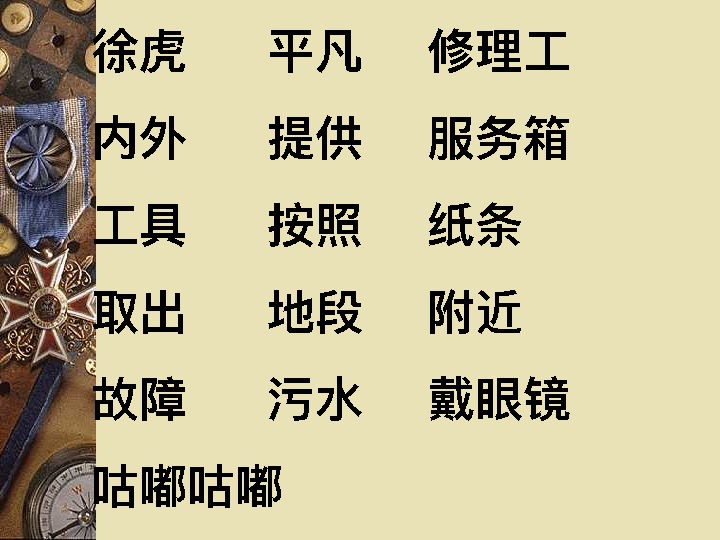 徐虎 平凡 修理工
内外 提供 服务箱
工具 按照 纸条
取出 地段 附近
故障 污水 戴眼镜
咕嘟咕嘟